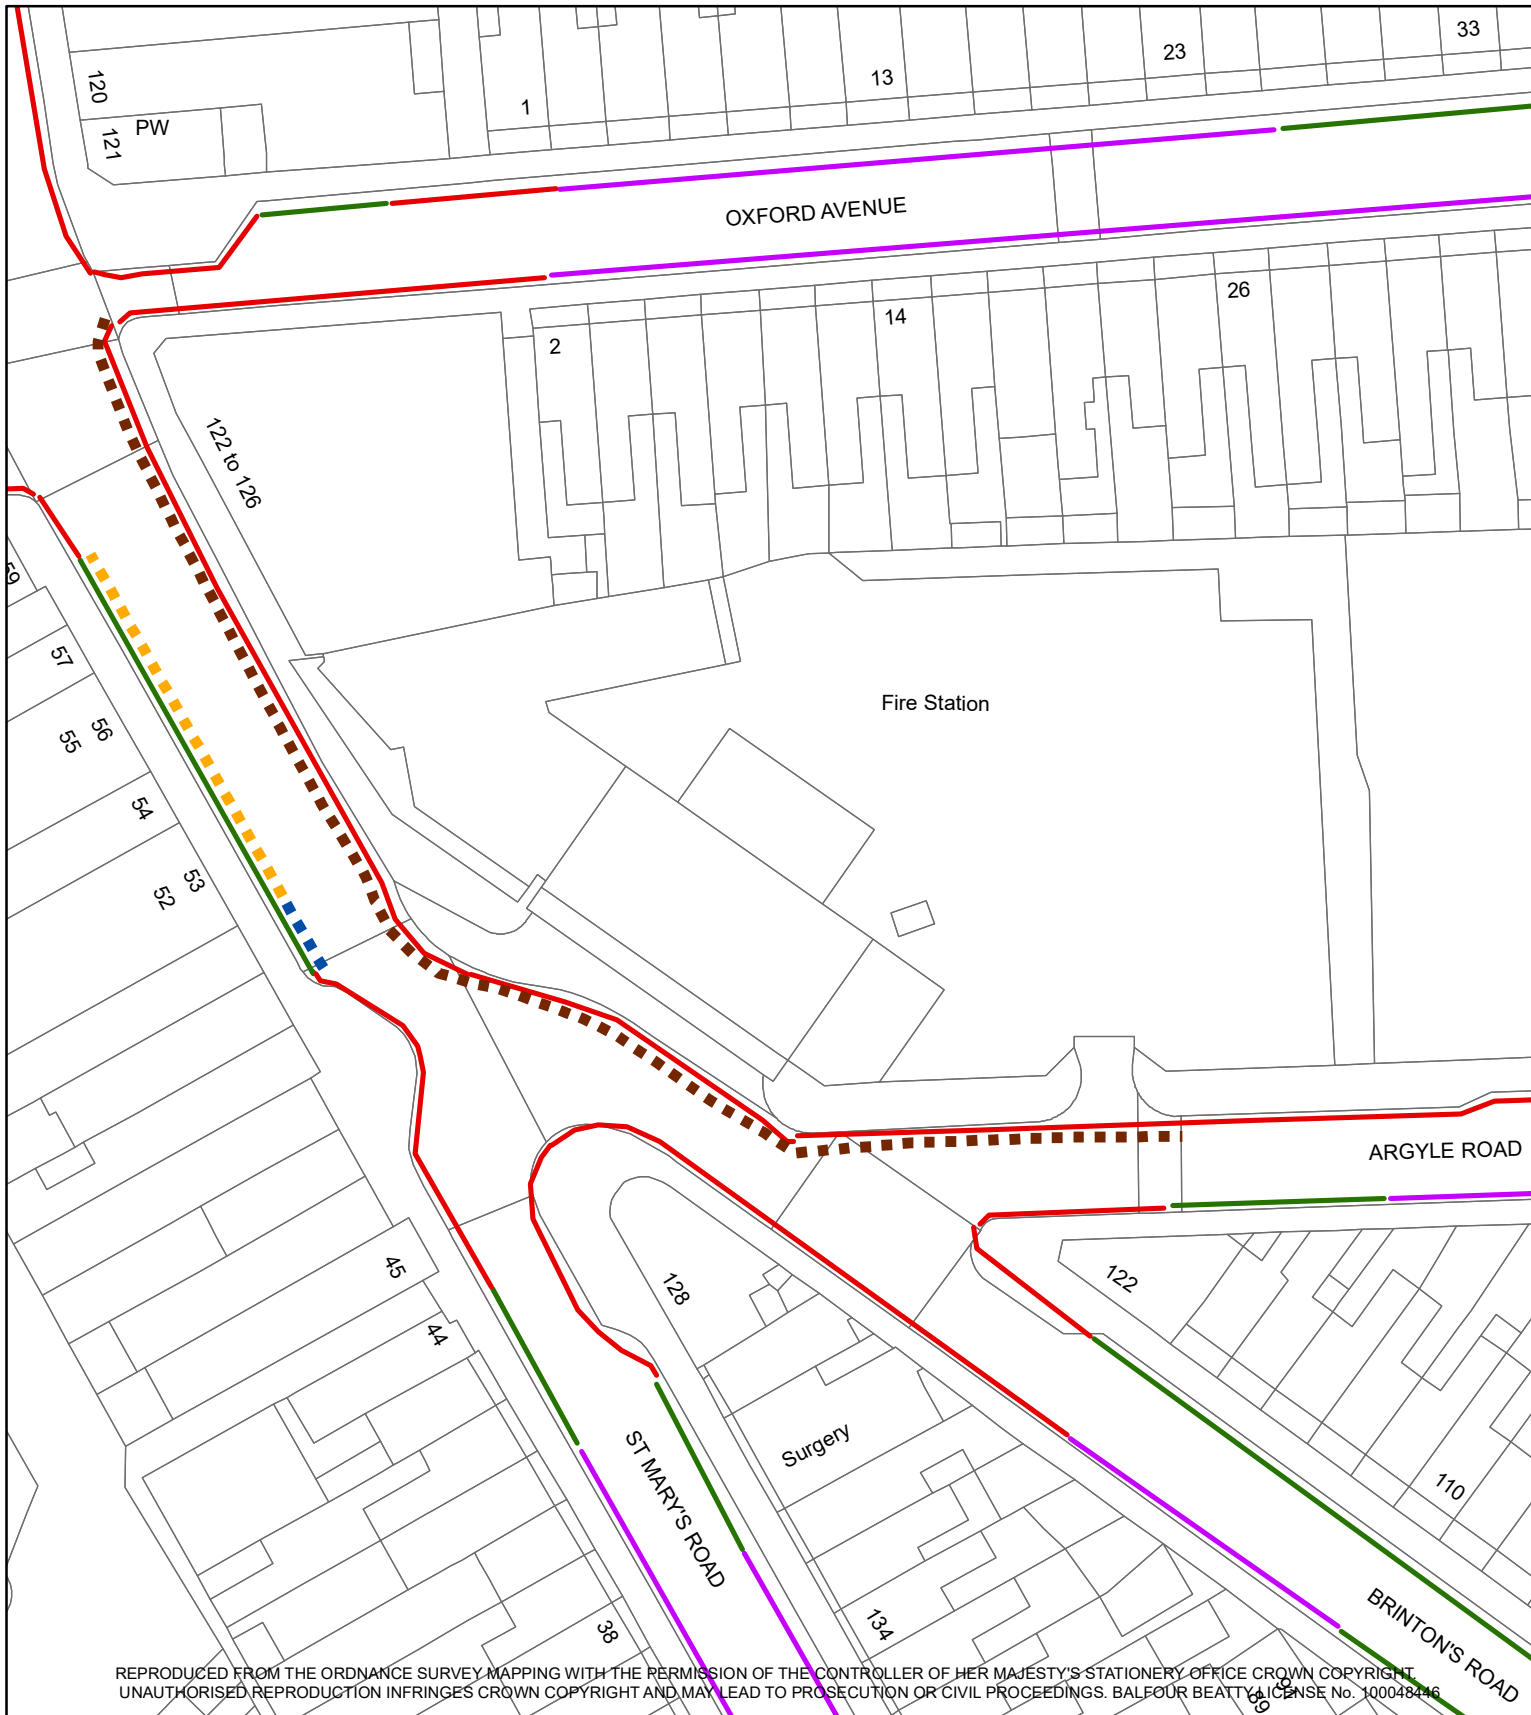 33
23
13
1
120
PW
121
OXFORD AVENUE
26
14
2
122 to 126
59
57
Fire Station
56
55
54
53
52
ARGYLE ROAD
45
128
122
44
Surgery
ST MARY'S ROAD
110
134
38
BRINTON'S ROAD
REPRODUCED FROM THE ORDNANCE SURVEY MAPPING WITH THE PERMISSION OF THE CONTROLLER OF HER MAJESTY'S STATIONERY OFFICE CROWN COPYRIGHT.
UNAUTHORISED REPRODUCTION INFRINGES CROWN COPYRIGHT AND MAY LEAD TO PROSECUTION OR CIVIL PROCEEDINGS. BALFOUR BEATTY LICENSE No. 100048446
89